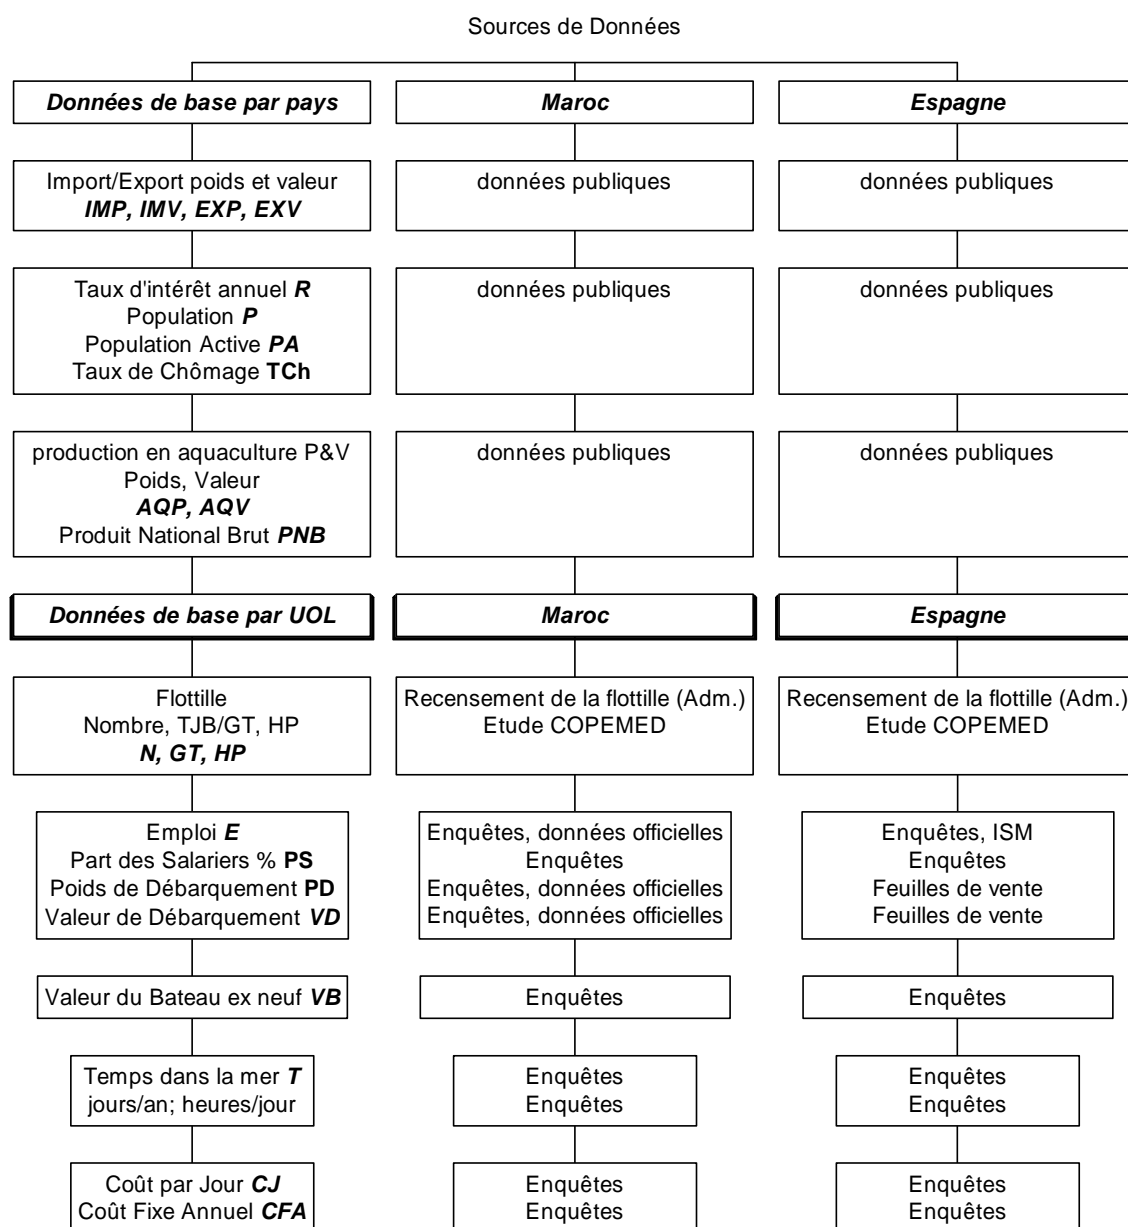 Sources de Données
Données de base par pays
Maroc
Espagne
Import/Export poids et valeur
IMP, IMV, EXP, EXV
données publiques
données publiques
Taux d'intérêt annuel R
Population P
Population Active PA
Taux de Chômage TCh
données publiques
données publiques
production en aquaculture P&V
Poids, Valeur
AQP, AQV
Produit National Brut PNB
données publiques
données publiques
Données de base par UOL
Maroc
Espagne
Flottille
Nombre, TJB/GT, HP
N, GT, HP
Recensement de la flottille (Adm.)
Etude COPEMED
Recensement de la flottille (Adm.)
Etude COPEMED
Emploi E
Part des Salariers % PS
Poids de Débarquement PD
Valeur de Débarquement VD
Enquêtes, données officielles
Enquêtes
Enquêtes, données officielles
Enquêtes, données officielles
Enquêtes, ISM
Enquêtes
Feuilles de vente
Feuilles de vente
Valeur du Bateau ex neuf VB
Enquêtes
Enquêtes
Temps dans la mer T
jours/an; heures/jour
Enquêtes
Enquêtes
Enquêtes
Enquêtes
Coût par Jour CJ
Coût Fixe Annuel CFA
Enquêtes
Enquêtes
Enquêtes
Enquêtes